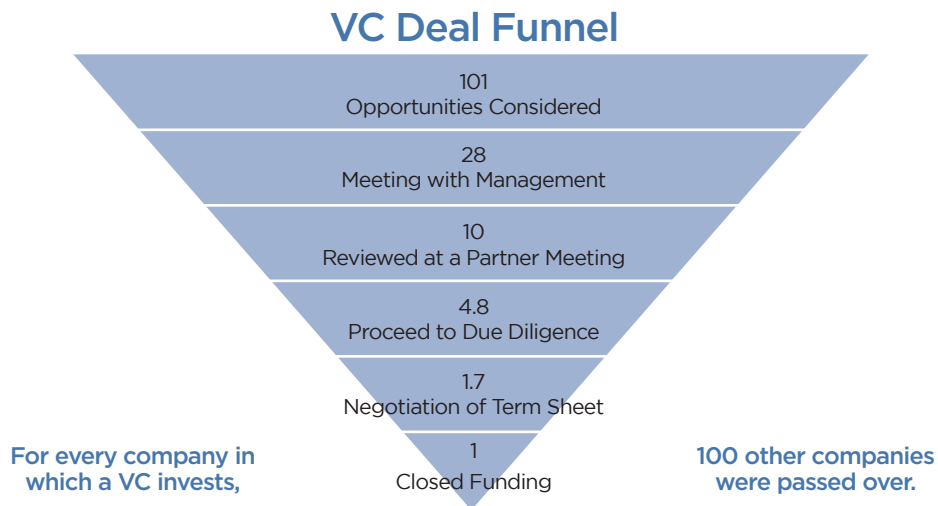 VC Deal Funnel
101
Opportunities Considered
28
Meeting with Management
10
Reviewed at a Partner Meeting
4.8
Proceed to Due Diligence
1.7
Negotiation of Term Sheet
1
Closed Funding
For every company in
which a VC invests,
100 other companies
were passed over.